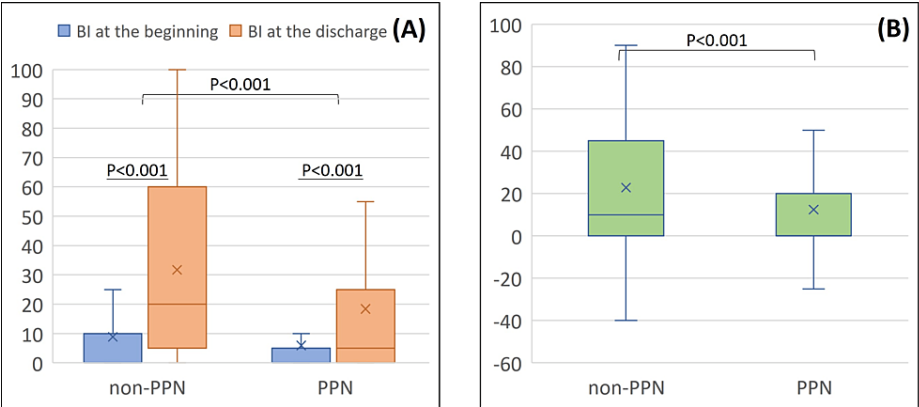 BI at the beginning BI at the discharge (A)
P<0.001
P<0.001 P<0.001
100
90
80
70
60
50
40
30
20
10
0
non-PPN PPN
(B)
P<0.001
100
80
60
40
20
0
-20
-40
-60
non-PPN PPN